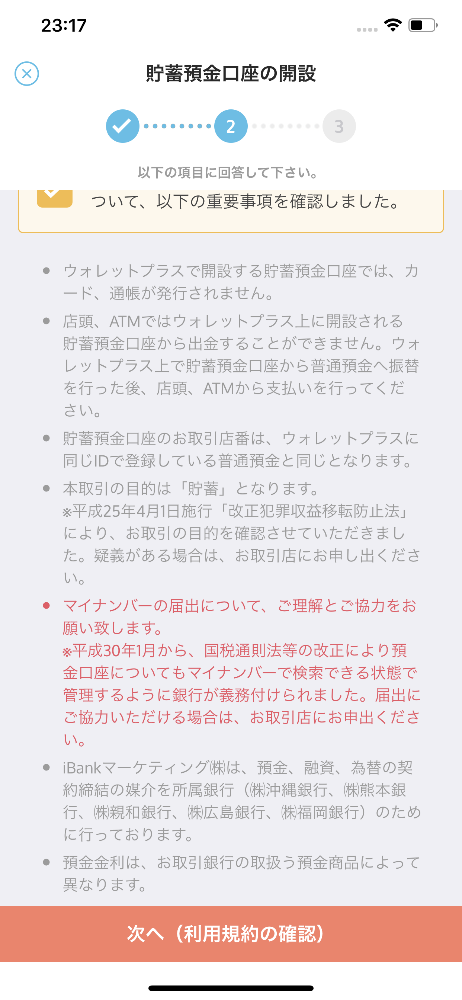 23:17
貯蓄預金口座の開設
2
3
以下の項目に回答して下さい。
ついて、以下の重要事項を確認しました。
● ウォレットプラスで開設する貯蓄預金口座では、カ
ード、通帳が発行されません。
● 店頭、ATMではウォレットプラス上に開設される
貯蓄預金口座から出金することができません。ウォ
レットプラス上で貯蓄預金口座から普通預金へ振替
を行った後、店頭、ATMから支払いを行ってくだ
さい。
● 貯蓄預金口座のお取引店番は、ウォレットプラスに
同じIDで登録している普通預金と同じとなります。
● 本取引の目的は「貯蓄」となります。
※平成25年4月1日施行「改正犯罪収益移転防止法」
により、お取引の目的を確認させていただきまし
た。疑義がある場合は、お取引店にお申し出くださ
い。
● マイナンバーの届出について、ご理解とご協力をお
願い致します。
※平成30年1月から、国税通則法等の改正により預
金口座についてもマイナンバーで検索できる状態で
管理するように銀行が義務付けられました。届出に
ご協力いただける場合は、お取引店にお申出くださ
い。
● iBankマーケティング㈱は、預金、融資、為替の契
約締結の媒介を所属銀行（㈱沖縄銀行、㈱熊本銀
行、㈱親和銀行、㈱広島銀行、㈱福岡銀行）のため
に行っております。
● 預金金利は、お取引銀行の取扱う預金商品によって
異なります。
次へ（利用規約の確認）